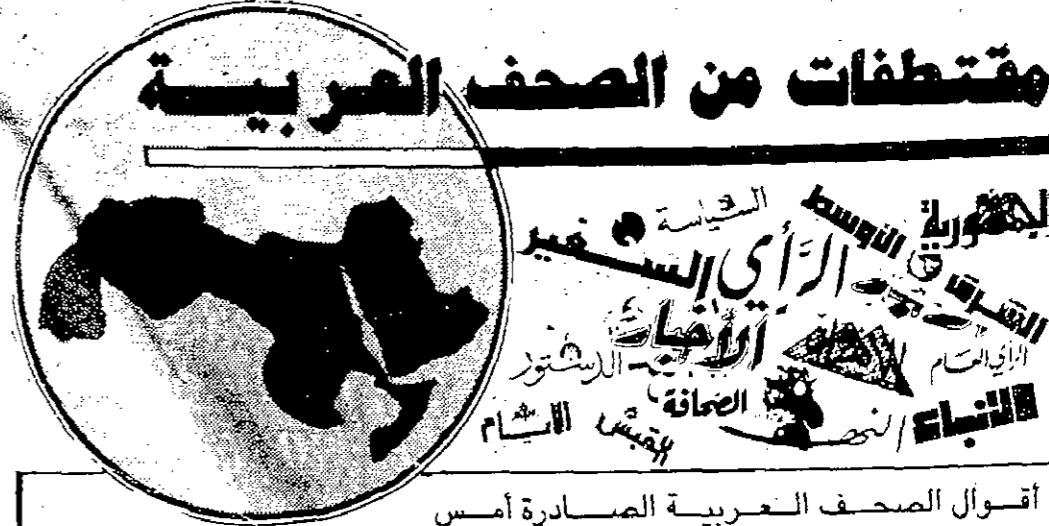 مقتطفات من الصحف العربية
السياسة
السفير
الرأي
الشرق الأوسط
الأخبار
الدستور
الرأي العام
الصحافة
الأنباء
القبس
الأيام
أقوال الصحف العربية الصادرة أمس